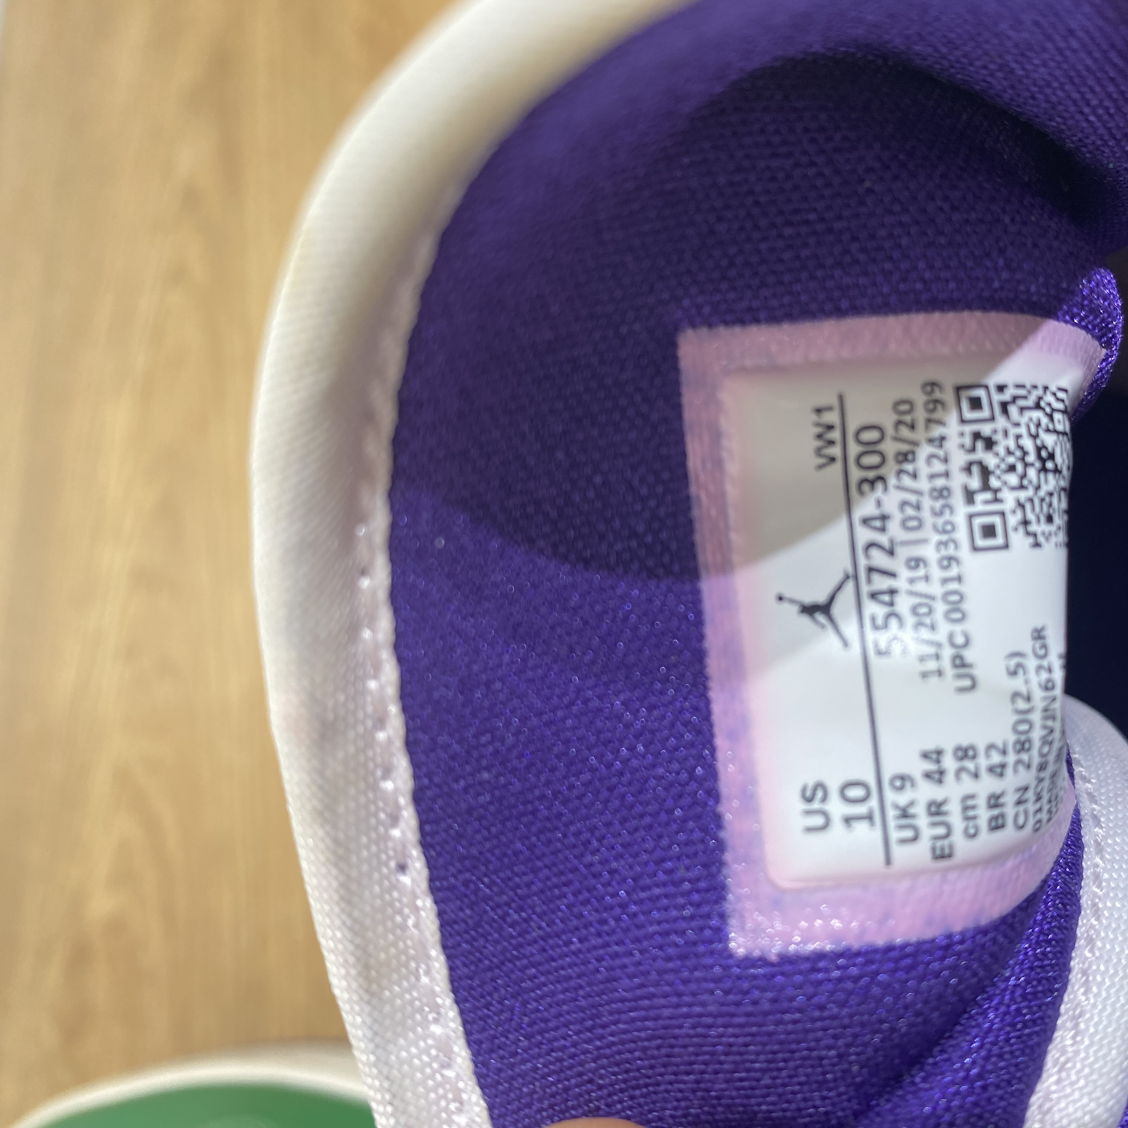 VW1
US
10
554724-300
UK 9
11/20/19 | 02/28/20
EUR 44
UPC 00193658124799
cm 28
BR 42
CN 280(2.5)